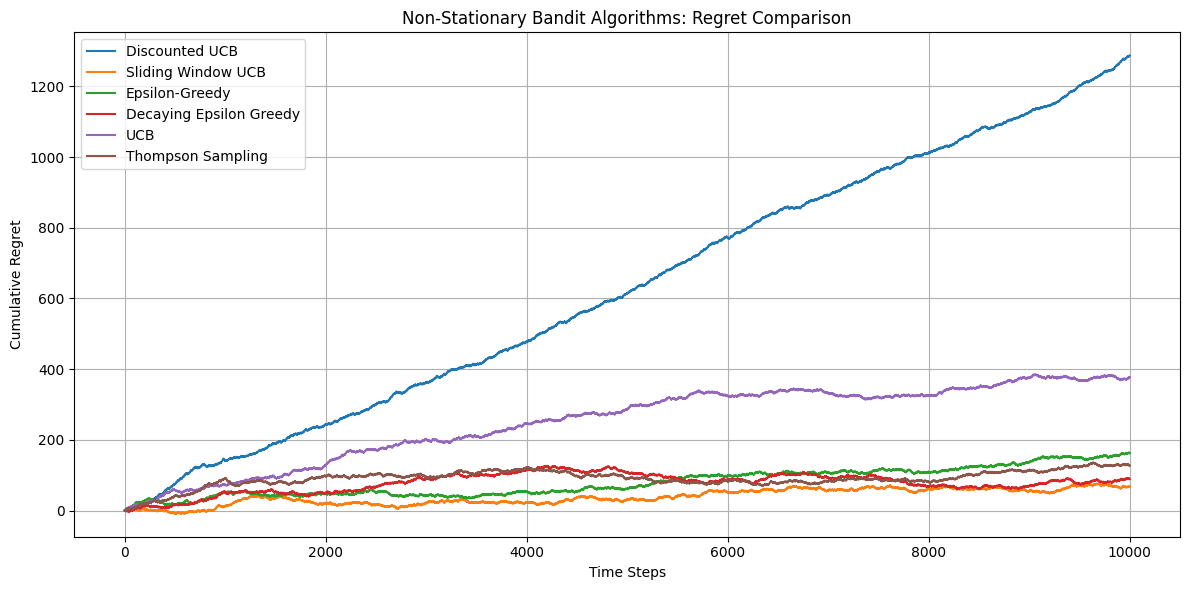 Non-Stationary Bandit Algorithms: Regret Comparison
Discounted UCB
Sliding Window UCB
Epsilon-Greedy
Decaying Epsilon Greedy
UCB
Thompson Sampling
Cumulative Regret
1200
1000
800
600
400
200
0
0
2000
4000
6000
8000
10000
Time Steps